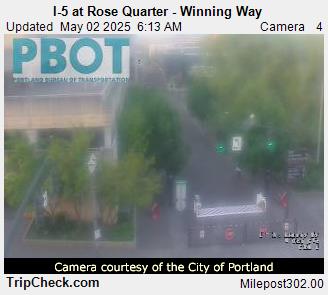 I-5 at Rose Quarter - Winning Way
Updated May 02 2025 6:13 AM Camera 4
PBOT
PORTLAND BUREAU OF TRANSPORTATION
Camera courtesy of the City of Portland
TripCheck.com Milepost302.00